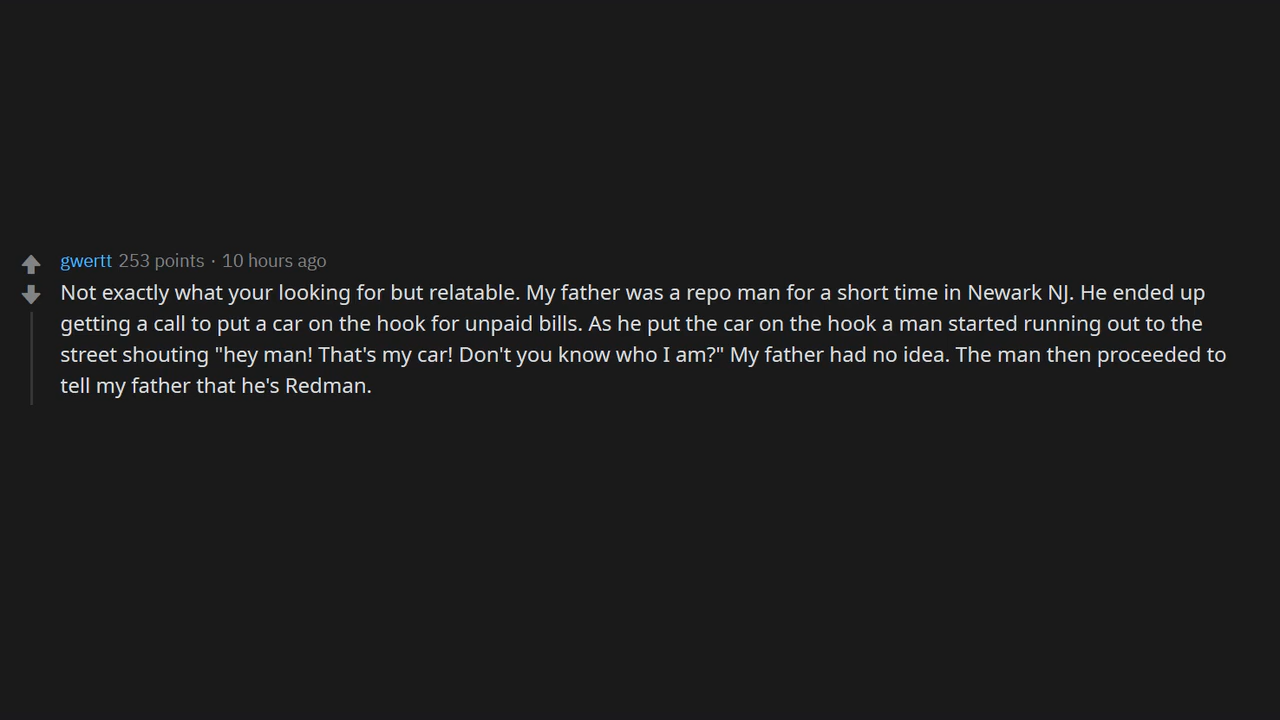 gwertt 253 points · 10 hours ago
Not exactly what your looking for but relatable. My father was a repo man for a short time in Newark NJ. He ended up
getting a call to put a car on the hook for unpaid bills. As he put the car on the hook a man started running out to the
street shouting "hey man! That's my car! Don't you know who I am?" My father had no idea. The man then proceeded to
tell my father that he's Redman.